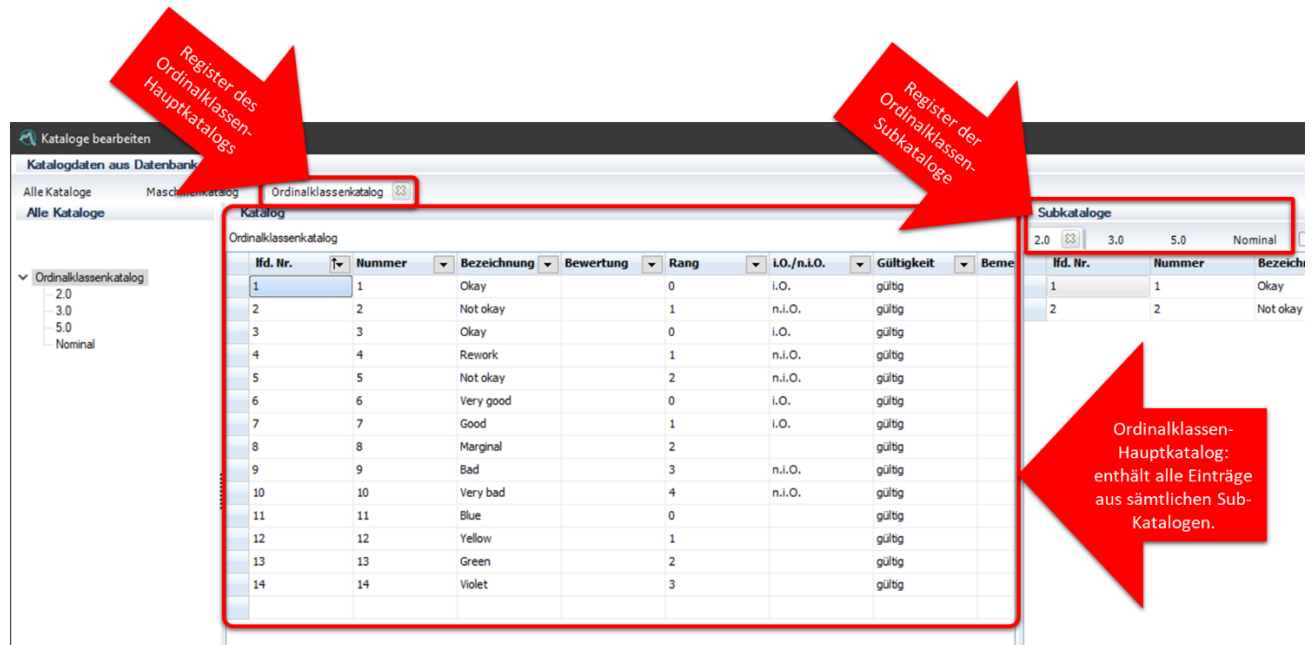 Register des
Ordinalklassen-
Hauptkatalogs
Register der
Ordinalklassen-
Subkataloge
Kataloge bearbeiten
Katalogdaten aus Datenbank
Alle Kataloge Maschinenkatalog Ordinalklassenkatalog
Alle Kataloge Katalog Subkataloge
Ordinalklassenkatalog 2.0 3.0 5.0 Nominal
lfd. Nr. Nummer Bezeichnung Bewertung Rang i.O./n.i.O. Gültigkeit Beme lfd. Nr. Nummer Bezeichn
1 1 Okay 0 i.O. gültig 1 1 Okay
2 2 Not okay 1 n.i.O. gültig 2 2 Not okay
3 3 Okay 0 i.O. gültig
4 4 Rework 1 n.i.O. gültig
5 5 Not okay 2 n.i.O. gültig
6 6 Very good 0 i.O. gültig
7 7 Good 1 i.O. gültig
8 8 Marginal 2 gültig
9 9 Bad 3 n.i.O. gültig
10 10 Very bad 4 n.i.O. gültig
11 11 Blue 0 gültig
12 12 Yellow 1 gültig
13 13 Green 2 gültig
14 14 Violet 3 gültig
Ordinalklassenkatalog
2.0
3.0
5.0
Nominal
Ordinalklassen-
Hauptkatalog:
enthält alle Einträge
aus sämtlichen Sub-
Katalogen.